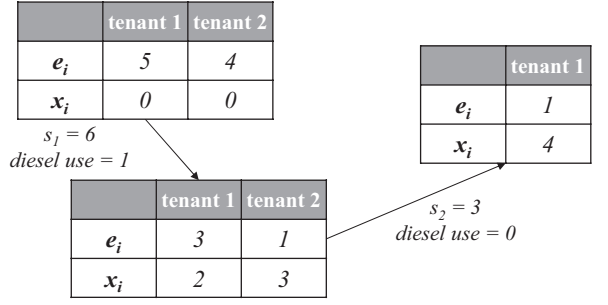 tenant 1 tenant 2
e_i 5 4
x_i 0 0
s_1 = 6
diesel use = 1
tenant 1 tenant 2
e_i 3 1
x_i 2 3
s_2 = 3
diesel use = 0
tenant 1
e_i 1
x_i 4